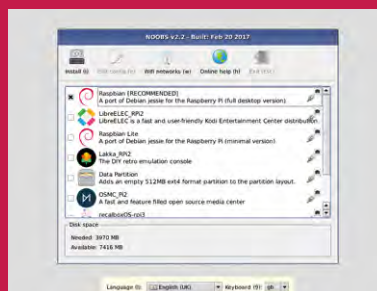 NOOBS v2.2 - Built: Feb 20 2017
Install (i)
Edit config (e)
Wifi networks (w)
Online help (h)
Exit (Esc)
Raspbian [RECOMMENDED]
A port of Debian jessie for the Raspberry Pi (full desktop version)
LibreELEC_RPi2
LibreELEC is a fast and user-friendly Kodi Entertainment Center distribution.
Raspbian Lite
A port of Debian jessie for the Raspberry Pi (minimal version)
Lakka_RPi2
The DIY retro emulation console
Data Partition
Adds an empty 512MB ext4 format partition to the partition layout.
OSMC_Pi2
A fast and feature filled open source media center
recalboxOS-rpi3
Disk space
Needed: 3970 MB
Available: 7416 MB
Language (l): English (UK) Keyboard (9): gb